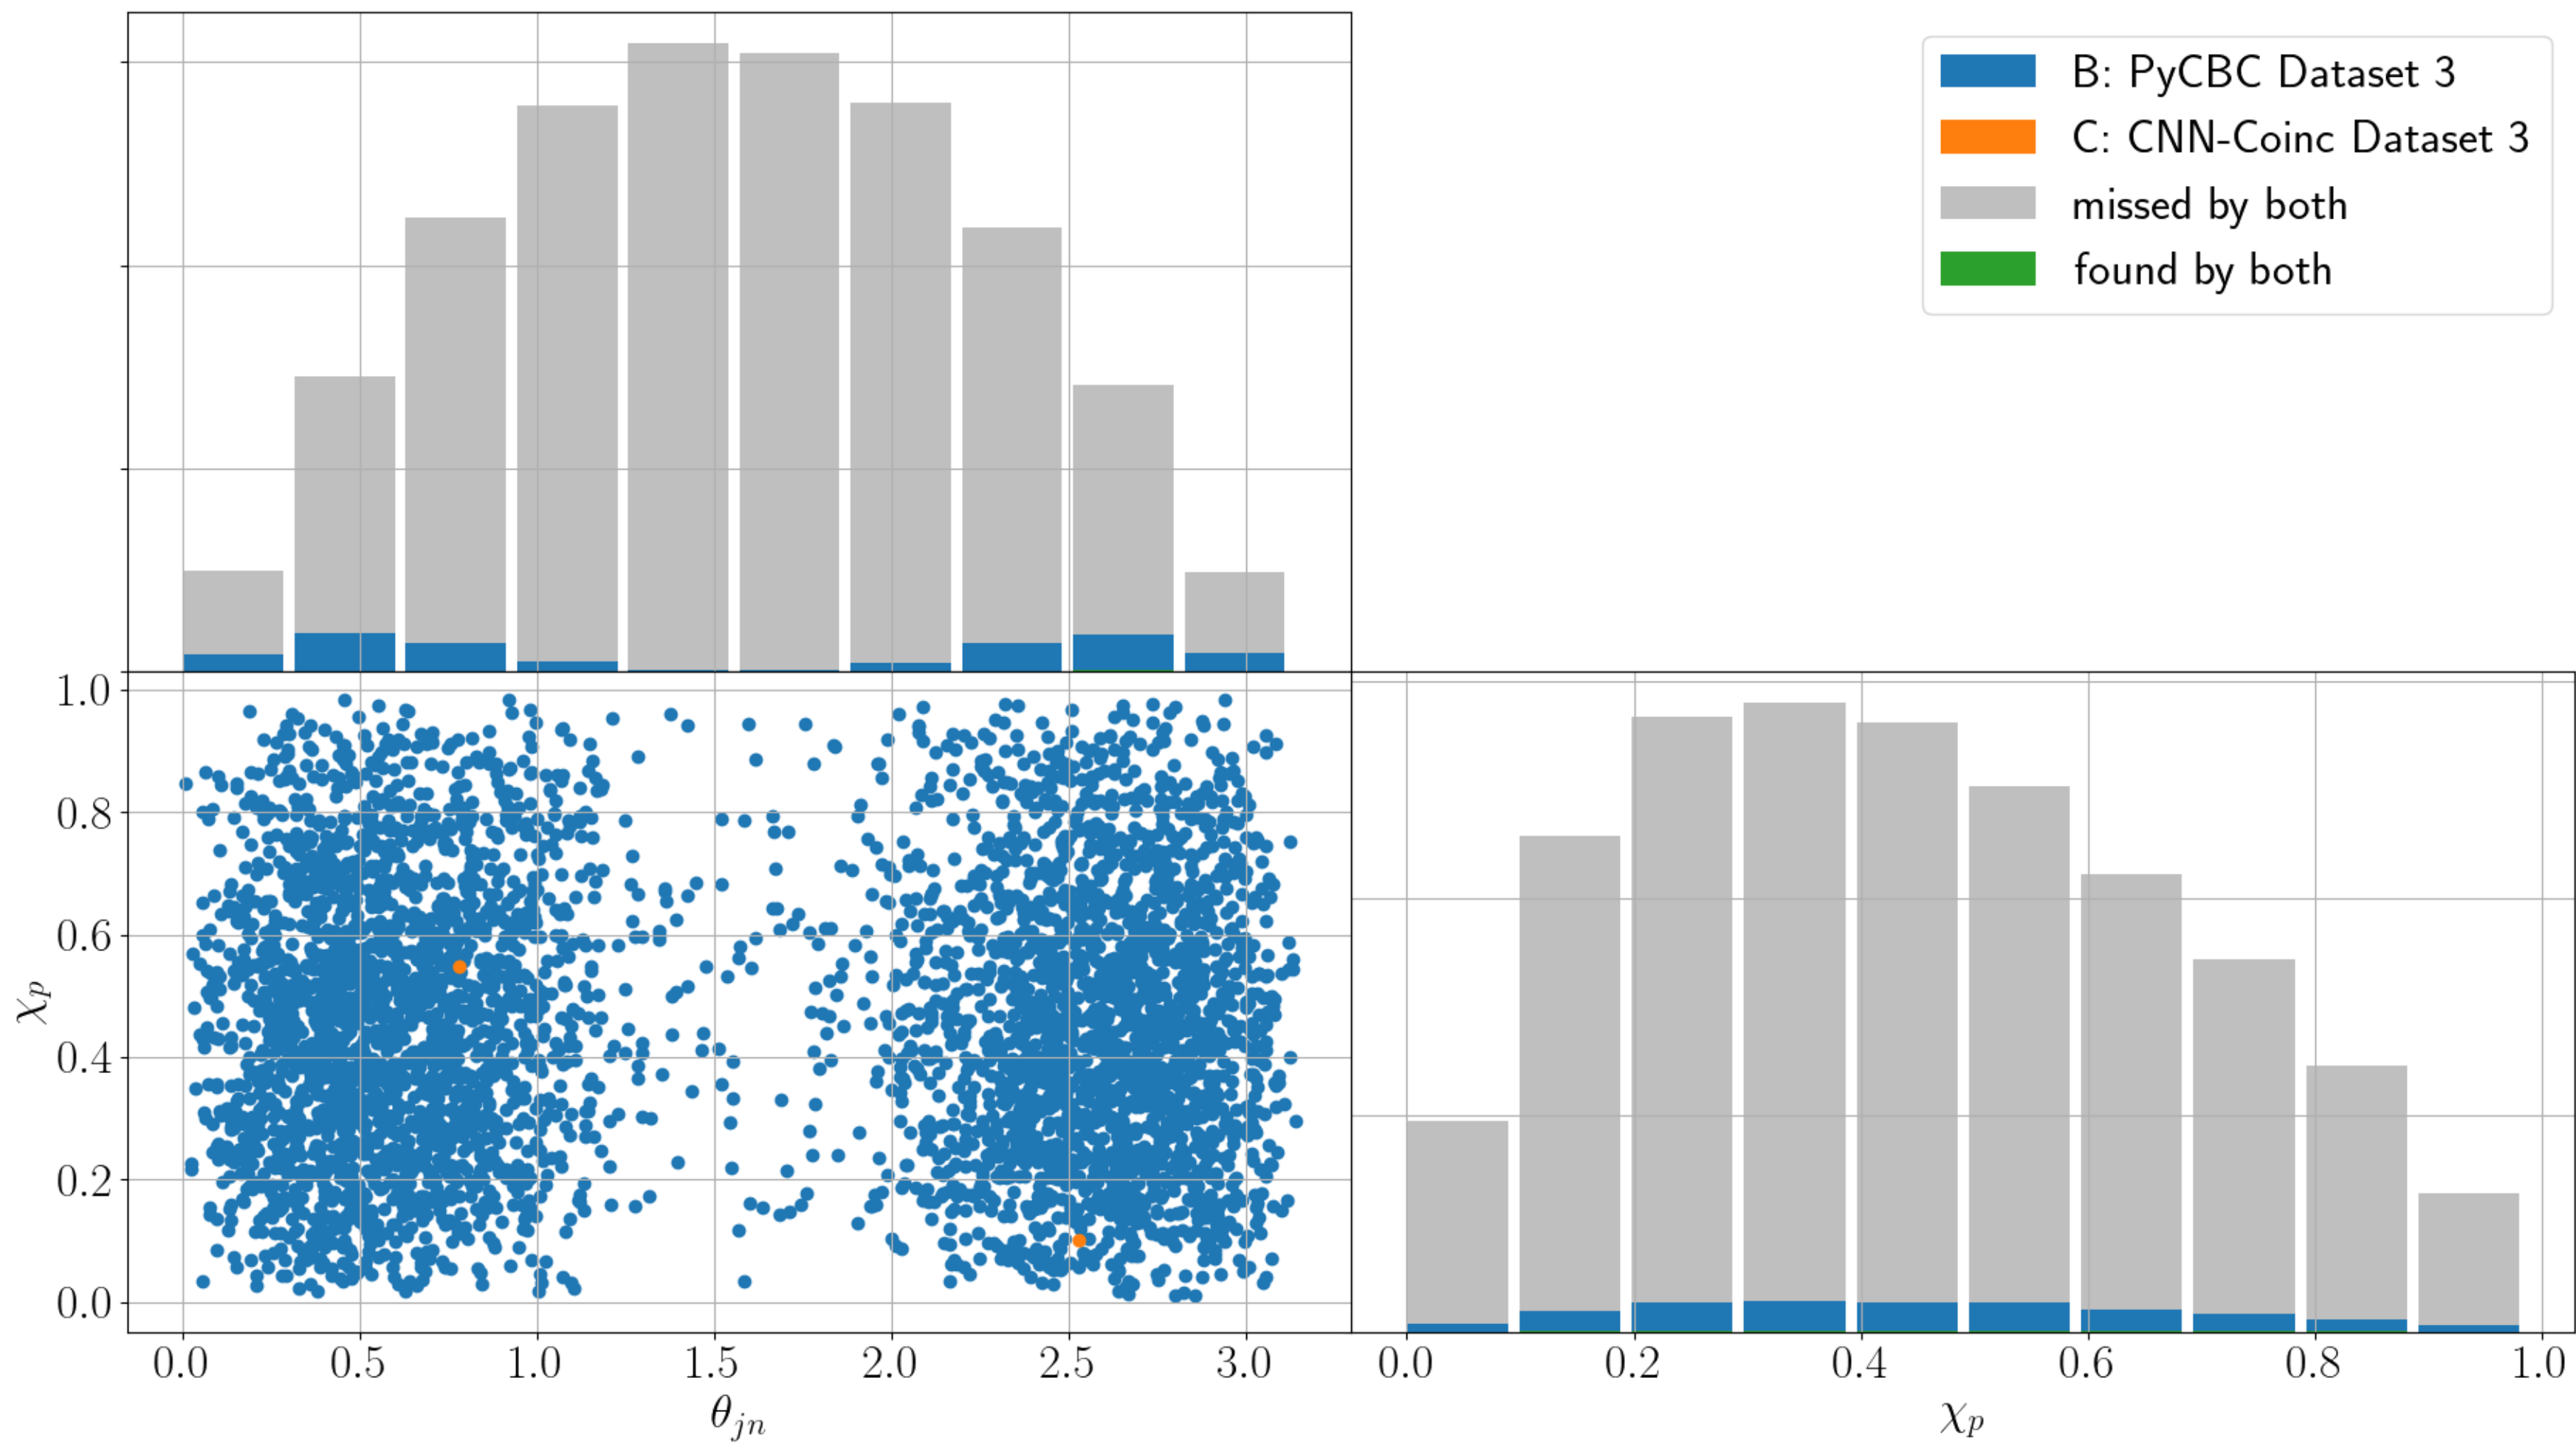 B: PyCBC Dataset 3
C: CNN-Coinc Dataset 3
missed by both
found by both
1.0
0.8
0.6
0.4
0.2
0.0
χp
0.0 0.5 1.0 1.5 2.0 2.5 3.0
θjn
0.0 0.2 0.4 0.6 0.8 1.0
χp